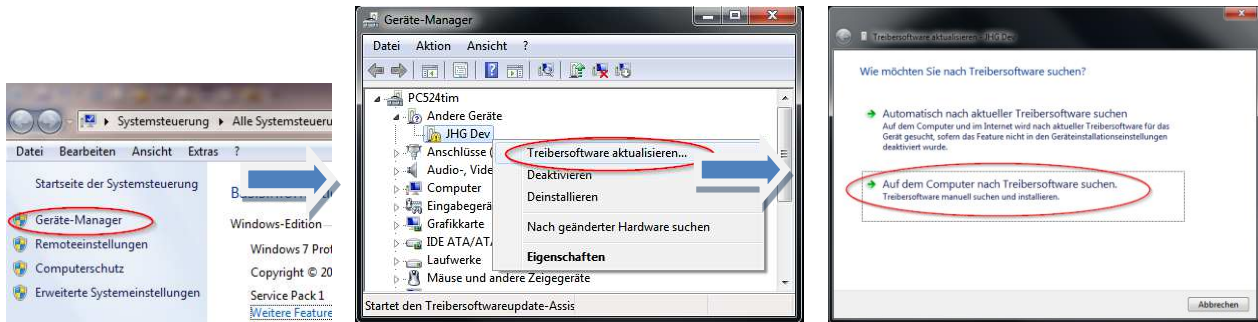 Systemsteuerung ▸ Alle Systemsteueru
Datei Bearbeiten Ansicht Extras ?
Startseite der Systemsteuerung
Geräte-Manager
Remoteeinstellungen
Computerschutz
Erweiterte Systemeinstellungen
Windows-Edition
Windows 7 Prof
Copyright © 20
Service Pack 1
Weitere Feature
Geräte-Manager
Datei Aktion Ansicht ?
PC524tim
Andere Geräte
JHG Dev
Anschlüsse (
Audio-, Vide
Computer
Eingabegerä
Grafikkarte
IDE ATA/ATA
Laufwerke
Mäuse und andere Zeigegeräte
Treibersoftware aktualisieren...
Deaktivieren
Deinstallieren
Nach geänderter Hardware suchen
Eigenschaften
Startet den Treibersoftwareupdate-Assis
Treibersoftware aktualisieren - JHG Dev
Wie möchten Sie nach Treibersoftware suchen?
Automatisch nach aktueller Treibersoftware suchen
Auf dem Computer und im Internet wird nach aktueller Treibersoftware für das
Gerät gesucht, sofern das Feature nicht in den Geräteinstallationseinstellungen
deaktiviert wurde.
Auf dem Computer nach Treibersoftware suchen.
Treibersoftware manuell suchen und installieren.
Abbrechen